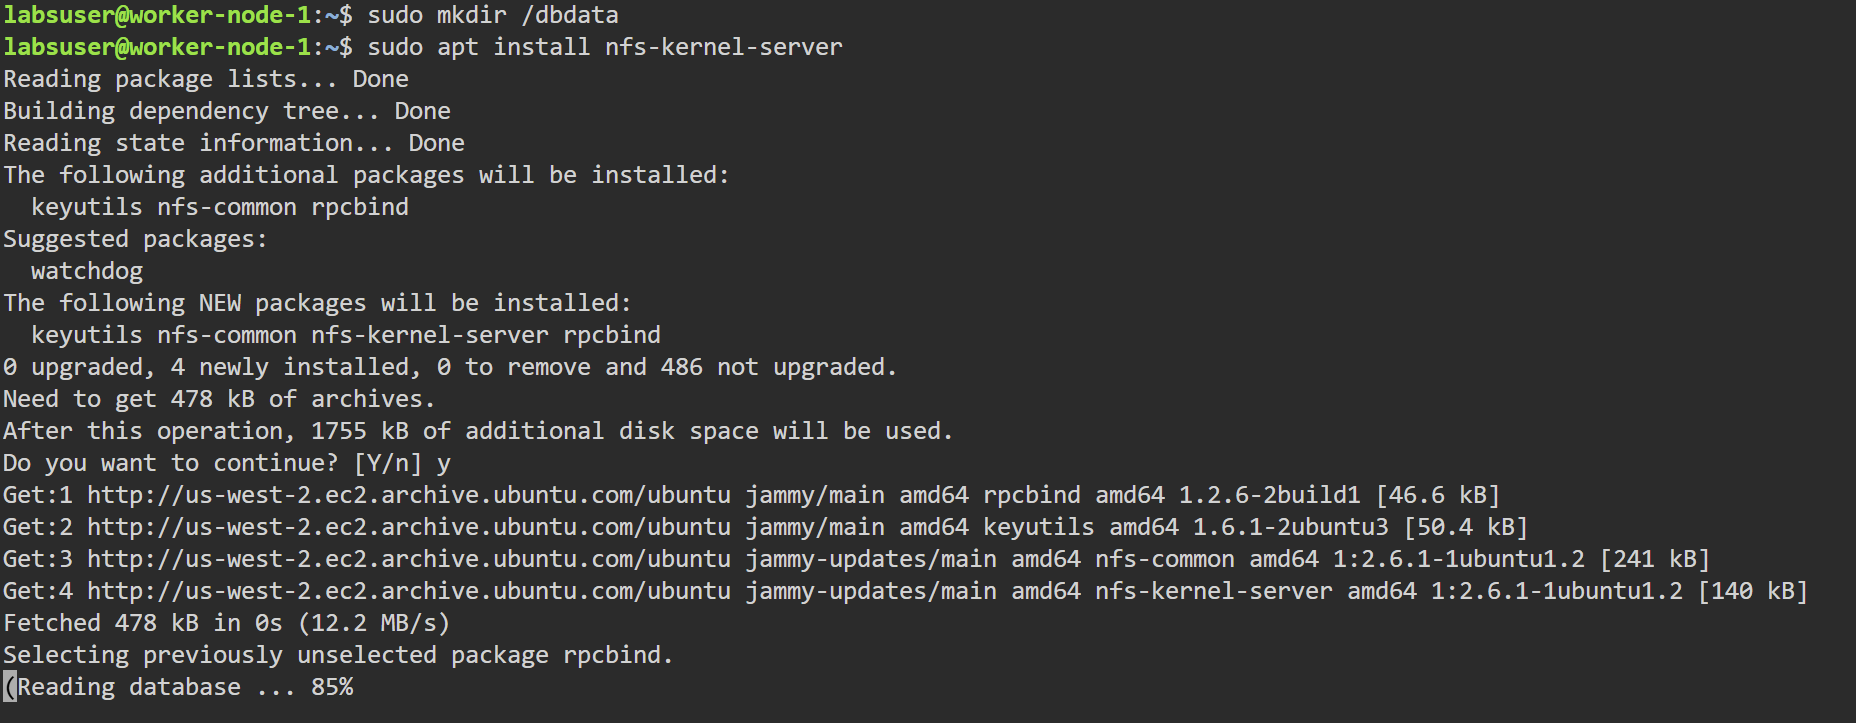 labsuser@worker-node-1:~$ sudo mkdir /dbdata
labsuser@worker-node-1:~$ sudo apt install nfs-kernel-server
Reading package lists... Done
Building dependency tree... Done
Reading state information... Done
The following additional packages will be installed:
  keyutils nfs-common rpcbind
Suggested packages:
  watchdog
The following NEW packages will be installed:
  keyutils nfs-common nfs-kernel-server rpcbind
0 upgraded, 4 newly installed, 0 to remove and 486 not upgraded.
Need to get 478 kB of archives.
After this operation, 1755 kB of additional disk space will be used.
Do you want to continue? [Y/n] y
Get:1 http://us-west-2.ec2.archive.ubuntu.com/ubuntu jammy/main amd64 rpcbind amd64 1.2.6-2build1 [46.6 kB]
Get:2 http://us-west-2.ec2.archive.ubuntu.com/ubuntu jammy/main amd64 keyutils amd64 1.6.1-2ubuntu3 [50.4 kB]
Get:3 http://us-west-2.ec2.archive.ubuntu.com/ubuntu jammy-updates/main amd64 nfs-common amd64 1:2.6.1-1ubuntu1.2 [241 kB]
Get:4 http://us-west-2.ec2.archive.ubuntu.com/ubuntu jammy-updates/main amd64 nfs-kernel-server amd64 1:2.6.1-1ubuntu1.2 [140 kB]
Fetched 478 kB in 0s (12.2 MB/s)
Selecting previously unselected package rpcbind.
(Reading database ... 85%